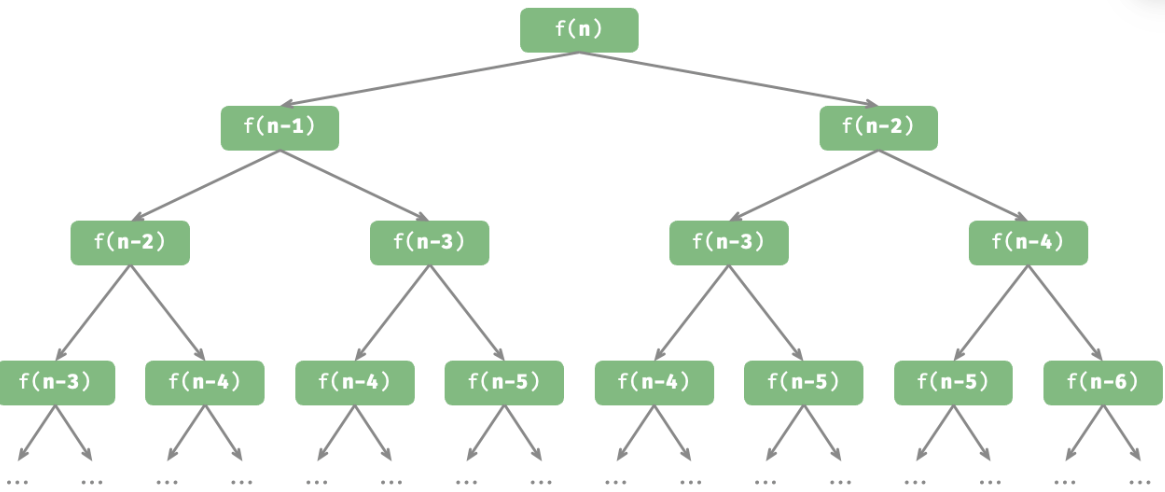 f(n)
f(n-1) f(n-2)
f(n-2) f(n-3) f(n-3) f(n-4)
f(n-3) f(n-4) f(n-4) f(n-5) f(n-4) f(n-5) f(n-5) f(n-6)
... ... ... ... ... ... ... ... ... ... ... ... ... ... ... ...